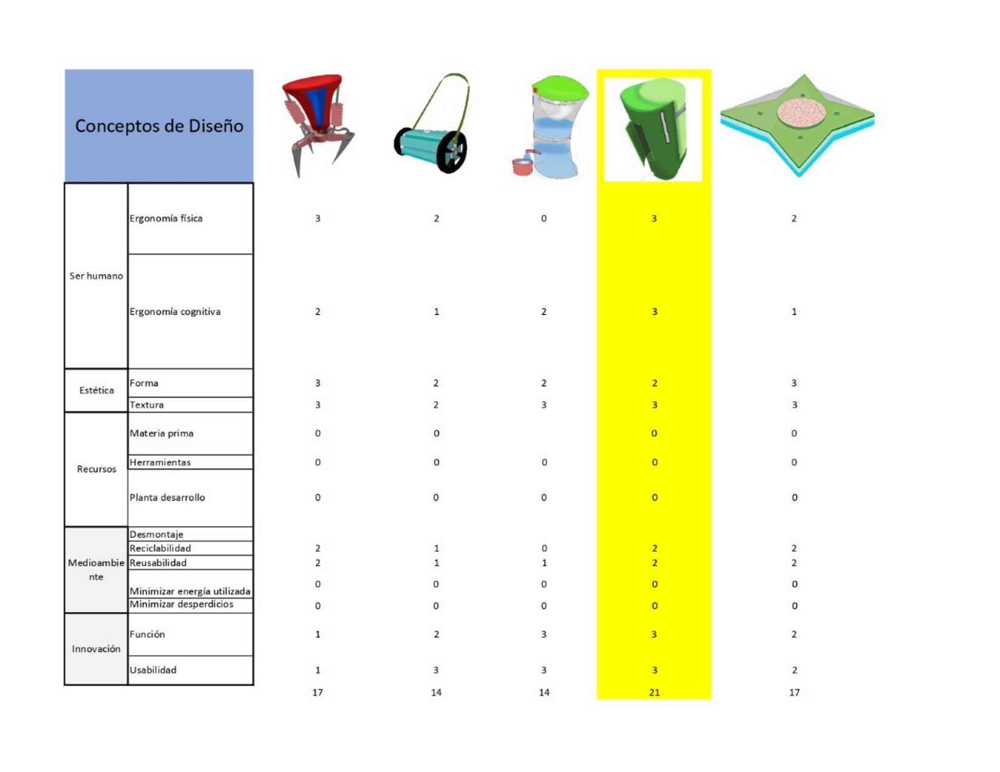 Conceptos de Diseño
Ser humano
Ergonomía física 3 2 0 3 2
Ergonomía cognitiva 2 1 2 3 1
Estética
Forma 3 2 2 2 3
Textura 3 2 3 3 3
Recursos
Materia prima 0 0 0 0
Herramientas 0 0 0 0 0
Planta desarrollo 0 0 0 0 0
Medioambie
nte
Desmontaje
Reciclabilidad 2 1 0 2 2
Reusabilidad 2 1 1 2 2
Minimizar energía utilizada 0 0 0 0 0
Minimizar desperdicios 0 0 0 0 0
Innovación
Función 1 2 3 3 2
Usabilidad 1 3 3 3 2
17 14 14 21 17